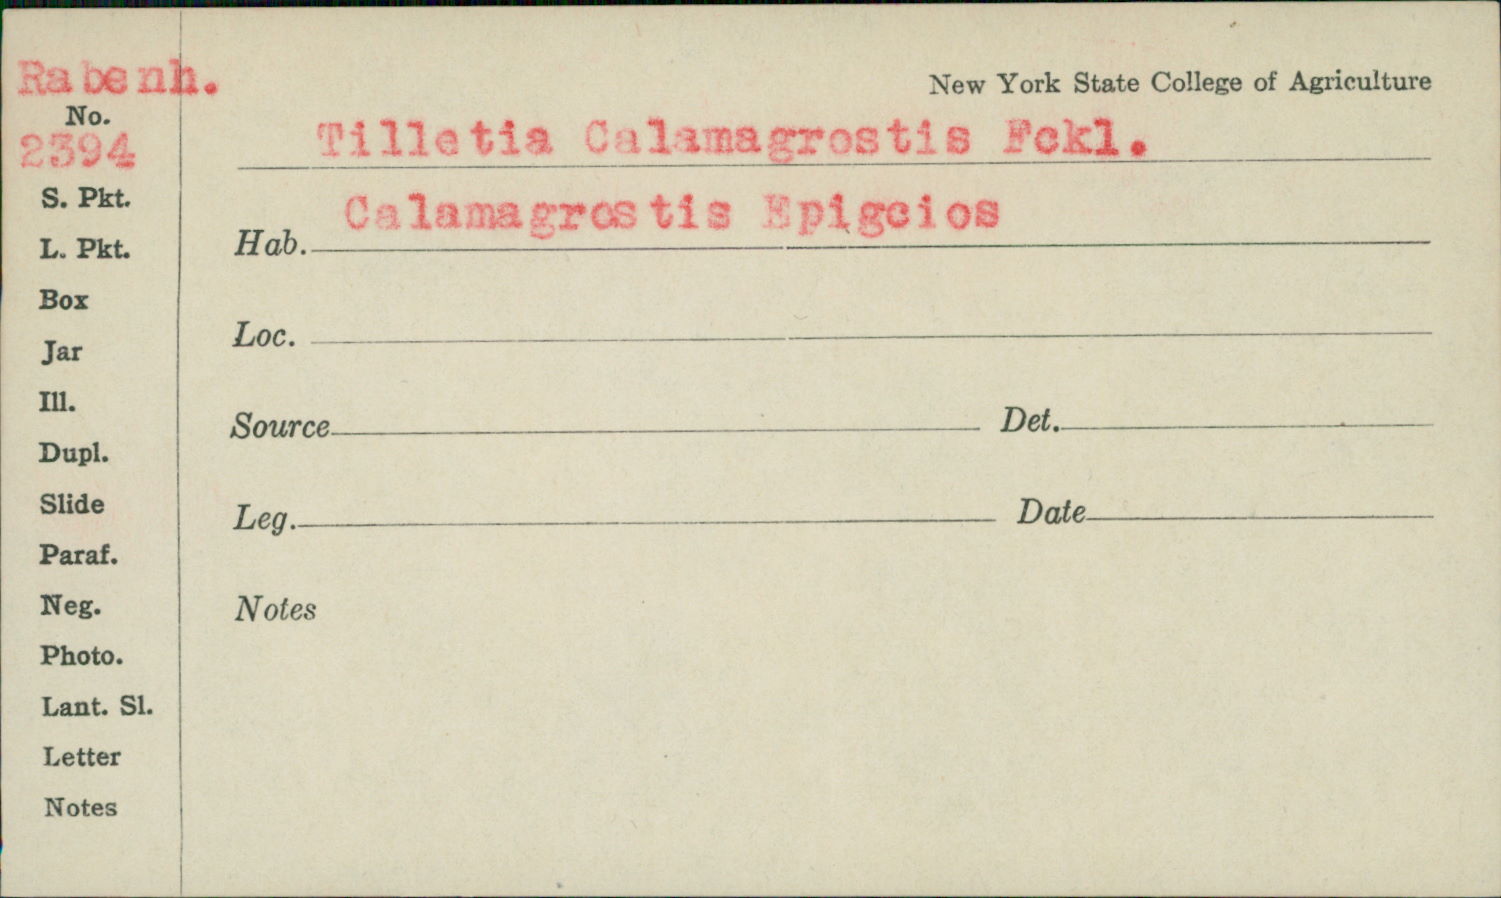 Rabenh.
New York State College of Agriculture
No.
2394
Tilletia Calamagrostis Fckl.
S. Pkt.
Calamagrostis Epigeios
Hab.
L. Pkt.
Box
Loc.
Jar
Ill.
Source
Det.
Dupl.
Slide
Leg.
Date
Paraf.
Neg.
Notes
Photo.
Lant. Sl.
Letter
Notes